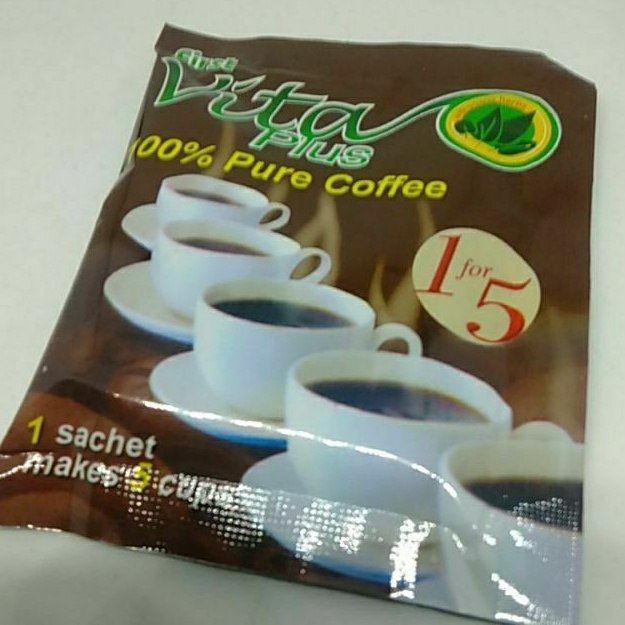 First
Vita
Plus
100% Pure Coffee
1 for 5
1 sachet
makes 5 cups